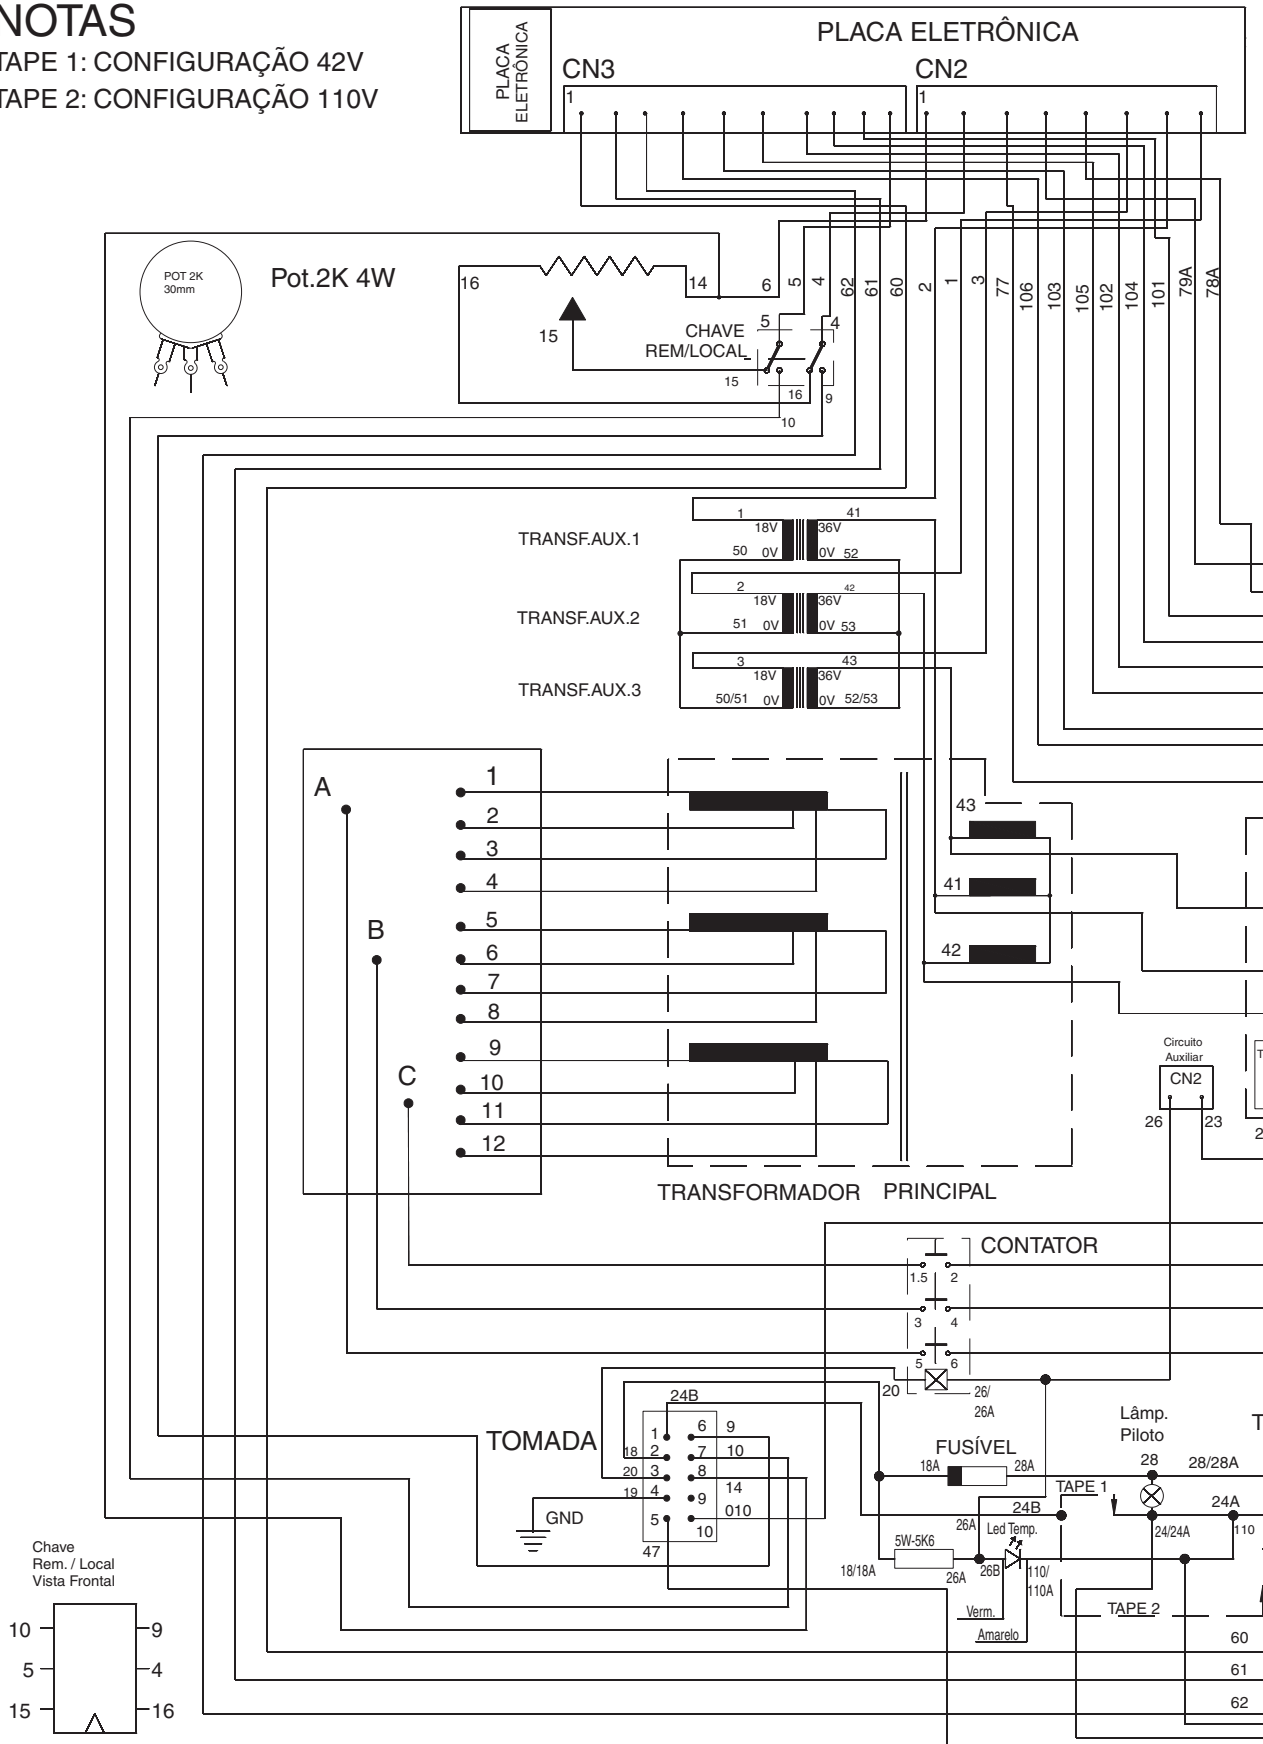 NOTAS
TAPE 1: CONFIGURAÇÃO 42V
TAPE 2: CONFIGURAÇÃO 110V
PLACA
ELETRÔNICA
PLACA ELETRÔNICA
CN3
CN2
1
1
POT 2K
30mm
Pot.2K 4W
16
14
15
6
5
4
62
61
60
2
1
3
77
106
103
105
102
104
101
79A
78A
CHAVE
REM/LOCAL
5
4
15
16
9
10
TRANSF.AUX.1
1
18V
50
0V
41
36V
0V
52
TRANSF.AUX.2
2
18V
51
0V
42
36V
0V
53
TRANSF.AUX.3
3
18V
50/51
0V
43
36V
0V
52/53
A
B
C
1
2
3
4
5
6
7
8
9
10
11
12
43
41
42
TRANSFORMADOR PRINCIPAL
Circuito
Auxiliar
CN2
26
23
2
CONTATOR
1.5
2
3
4
5
6
20
26/
26A
TOMADA
24B
1
2
3
4
5
6
7
8
9
10
18
20
19
47
9
10
14
010
GND
FUSÍVEL
18A
28A
Lâmp.
Piloto
28
28/28A
T
TAPE 1
24B
24A
24/24A
110
26A
Led Temp.
5W-5K6
18/18A
26A
26B
110/
110A
Verm.
Amarelo
TAPE 2
60
61
62
Chave
Rem. / Local
Vista Frontal
10
9
5
4
15
16